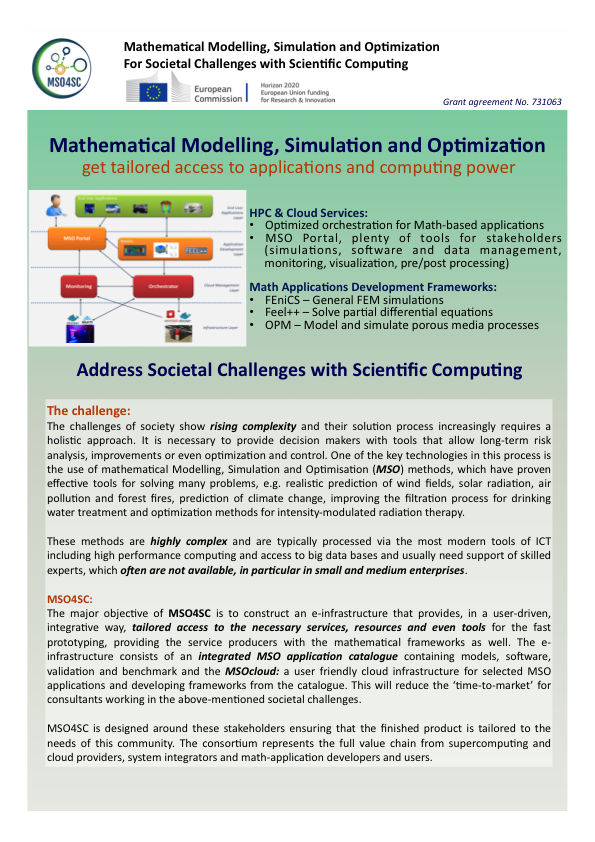 MSO4SC
Mathematical Modelling, Simulation and Optimization
For Societal Challenges with Scientific Computing
European
Commission
Horizon 2020
European Union funding
for Research & Innovation
Grant agreement No. 731063
Mathematical Modelling, Simulation and Optimization
get tailored access to applications and computing power
MSO Portal
FEEL++
Monitoring
Orchestrator
HPC & Cloud Services:
• Optimized orchestration for Math-based applications
• MSO Portal, plenty of tools for stakeholders
(simulations, software and data management,
monitoring, visualization, pre/post processing)
Math Applications Development Frameworks:
• FEniCS – General FEM simulations
• Feel++ – Solve partial differential equations
• OPM – Model and simulate porous media processes
Address Societal Challenges with Scientific Computing
The challenge:
The challenges of society show rising complexity and their solution process increasingly requires a
holistic approach. It is necessary to provide decision makers with tools that allow long-term risk
analysis, improvements or even optimization and control. One of the key technologies in this process is
the use of mathematical Modelling, Simulation and Optimisation (MSO) methods, which have proven
effective tools for solving many problems, e.g. realistic prediction of wind fields, solar radiation, air
pollution and forest fires, prediction of climate change, improving the filtration process for drinking
water treatment and optimization methods for intensity-modulated radiation therapy.
These methods are highly complex and are typically processed via the most modern tools of ICT
including high performance computing and access to big data bases and usually need support of skilled
experts, which often are not available, in particular in small and medium enterprises.
MSO4SC:
The major objective of MSO4SC is to construct an e-infrastructure that provides, in a user-driven,
integrative way, tailored access to the necessary services, resources and even tools for the fast
prototyping, providing the service producers with the mathematical frameworks as well. The e-
infrastructure consists of an integrated MSO application catalogue containing models, software,
validation and benchmark and the MSOcloud: a user friendly cloud infrastructure for selected MSO
applications and developing frameworks from the catalogue. This will reduce the ‘time-to-market’ for
consultants working in the above-mentioned societal challenges.
MSO4SC is designed around these stakeholders ensuring that the finished product is tailored to the
needs of this community. The consortium represents the full value chain from supercomputing and
cloud providers, system integrators and math-application developers and users.